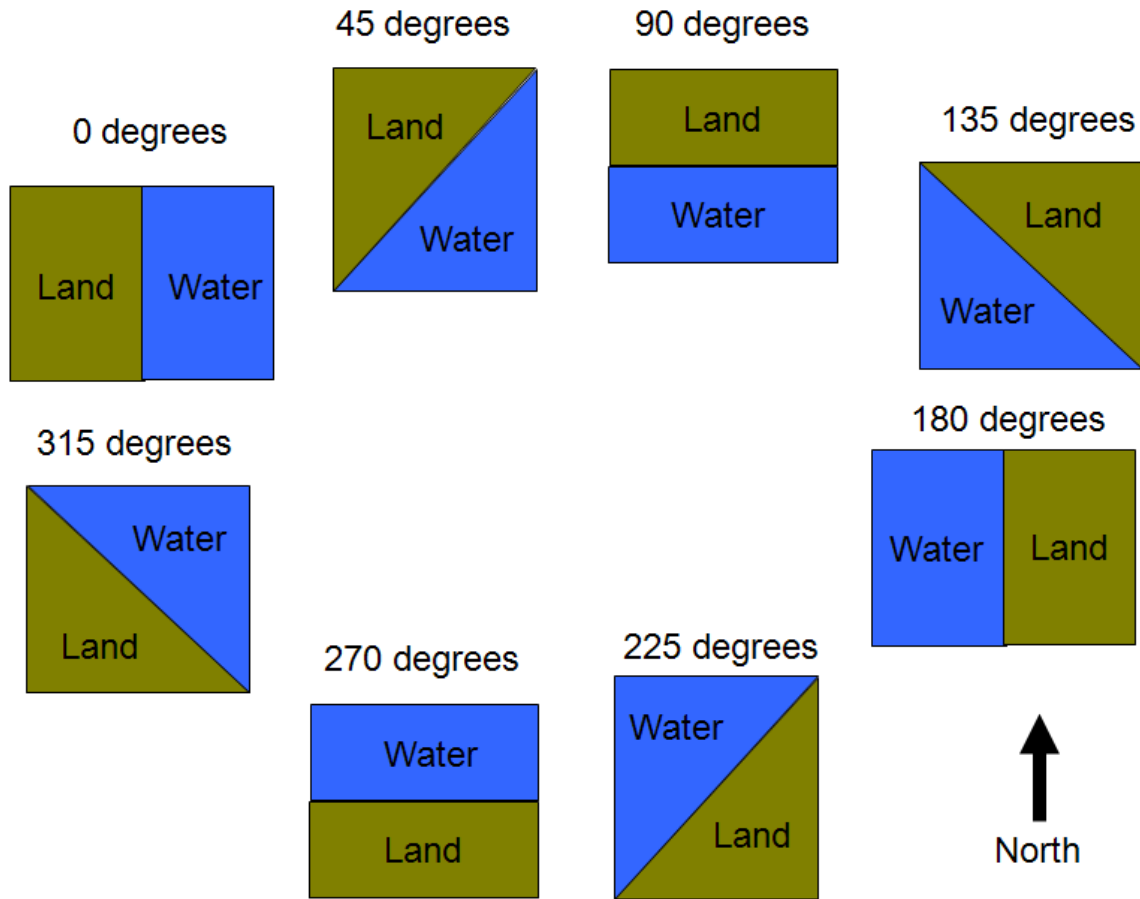 45 degrees
90 degrees
0 degrees
135 degrees
Land
Water
Land
Water
Land
Water
Land
Water
315 degrees
180 degrees
Water
Land
Water
Land
270 degrees
225 degrees
Water
Land
Water
Land
North